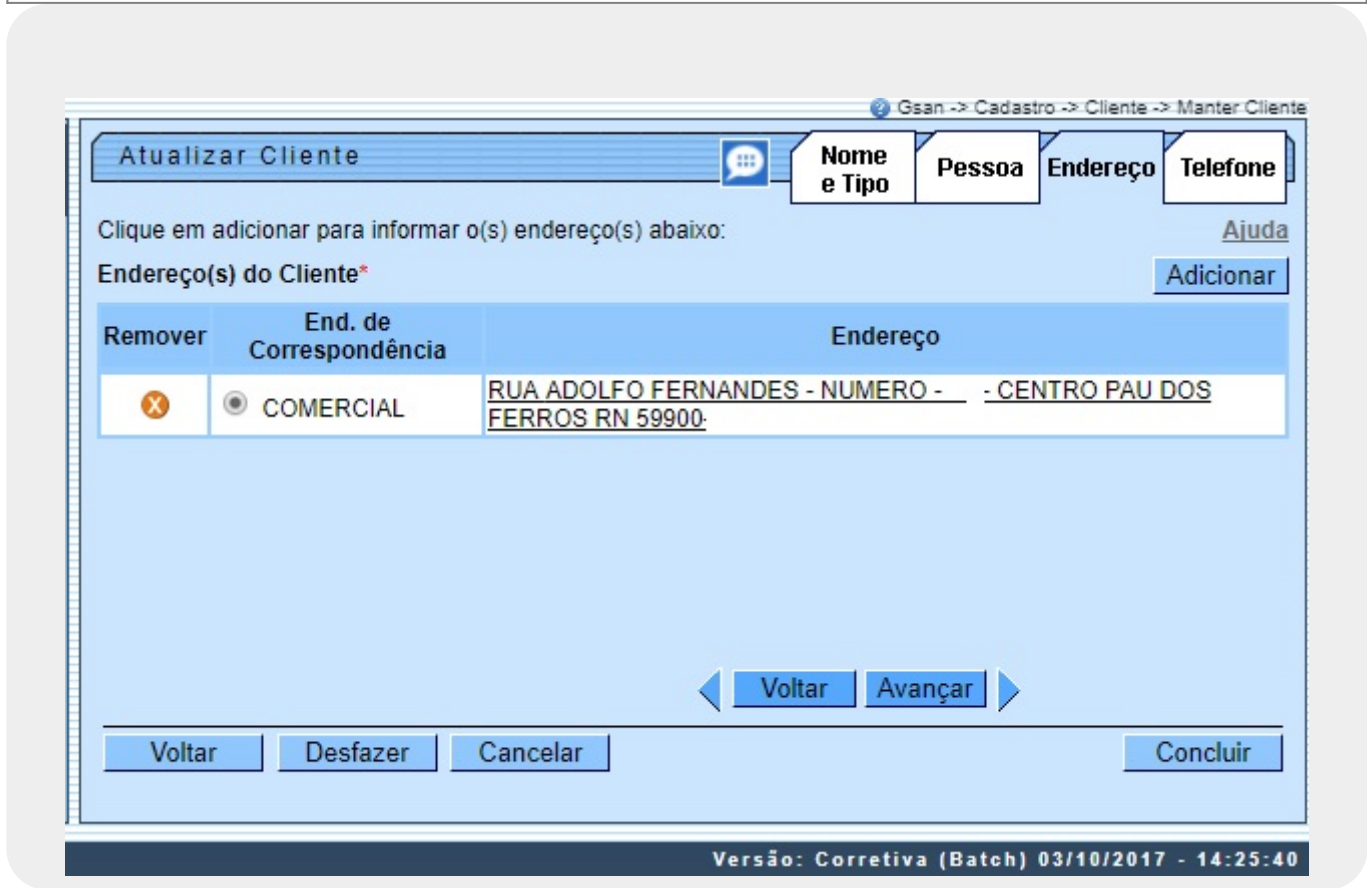 Gsan -> Cadastro -> Cliente -> Manter Cliente
Atualizar Cliente
Nome
e Tipo
Pessoa
Endereço
Telefone
Clique em adicionar para informar o(s) endereço(s) abaixo:
Ajuda
Endereço(s) do Cliente*
Adicionar
Remover
End. de
Correspondência
Endereço
COMERCIAL
RUA ADOLFO FERNANDES - NUMERO - - CENTRO PAU DOS
FERROS RN 59900-
Voltar
Avançar
Voltar
Desfazer
Cancelar
Concluir
Versão: Corretiva (Batch) 03/10/2017 - 14:25:40